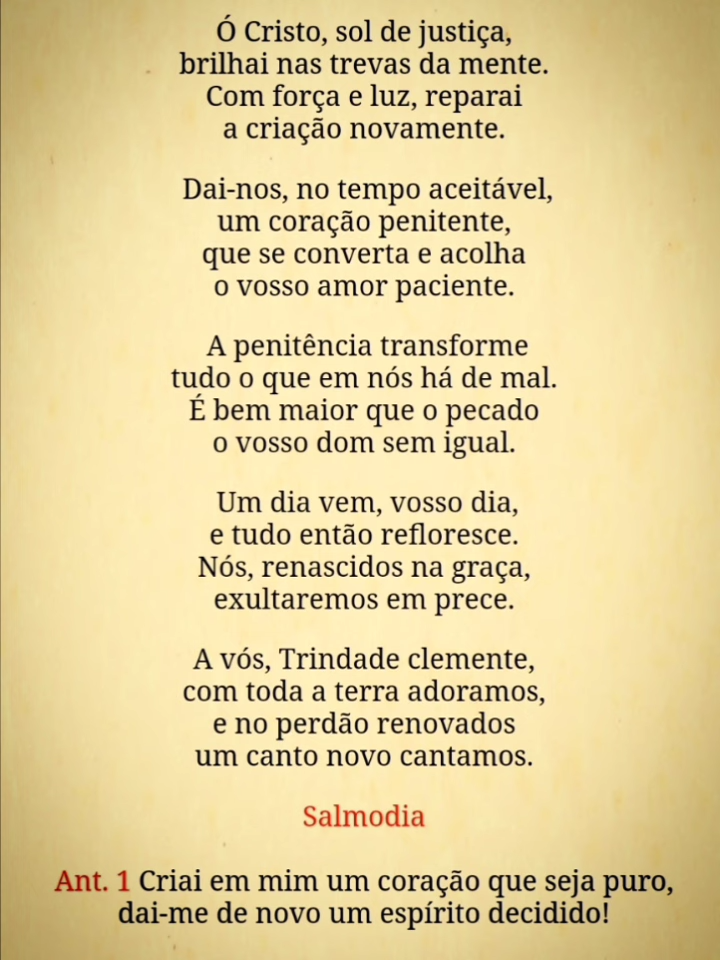 Ó Cristo, sol de justiça,
brilhai nas trevas da mente.
Com força e luz, reparai
a criação novamente.
Dai-nos, no tempo aceitável,
um coração penitente,
que se converta e acolha
o vosso amor paciente.
A penitência transforme
tudo o que em nós há de mal.
É bem maior que o pecado
o vosso dom sem igual.
Um dia vem, vosso dia,
e tudo então refloresce.
Nós, renascidos na graça,
exultaremos em prece.
A vós, Trindade clemente,
com toda a terra adoramos,
e no perdão renovados
um canto novo cantamos.
Salmodia
Ant. 1 Criai em mim um coração que seja puro,
dai-me de novo um espírito decidido!